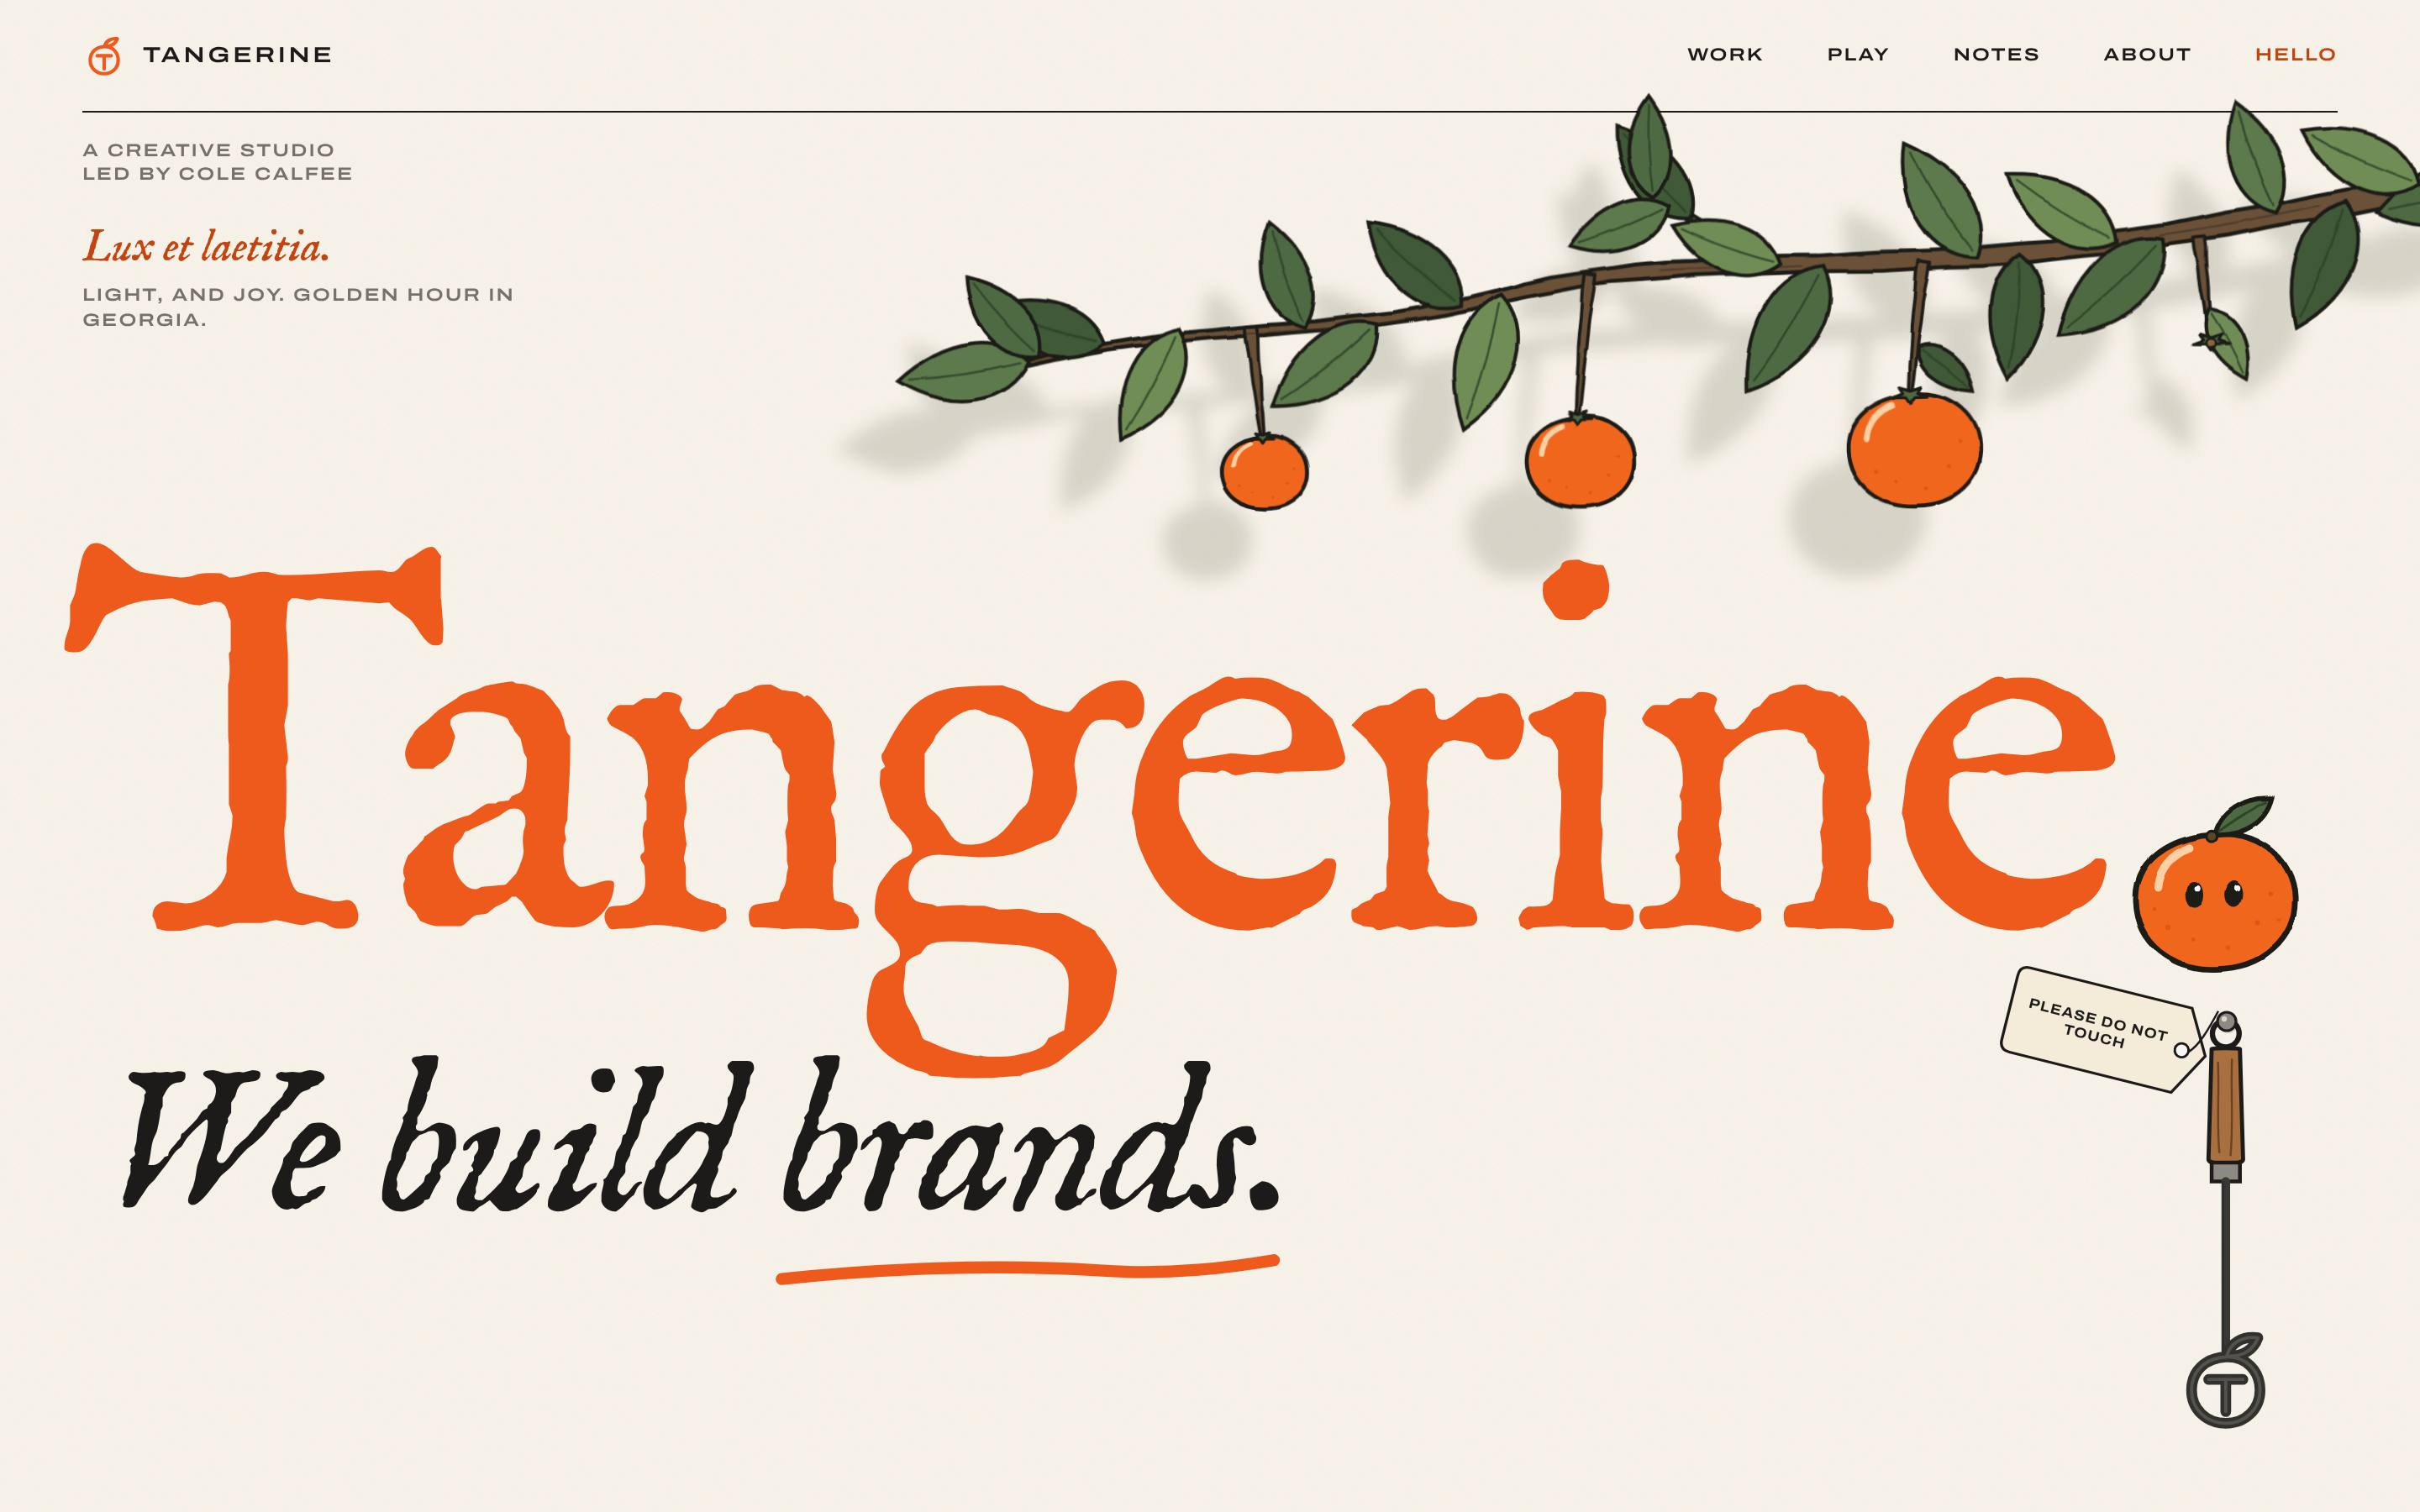 TANGERINE
WORK PLAY NOTES ABOUT HELLO
A CREATIVE STUDIO
LED BY COLE CALFEE
Lux et laetitia.
LIGHT, AND JOY. GOLDEN HOUR IN
GEORGIA.
Tangerine
PLEASE DO NOT
TOUCH
We build brands.
T